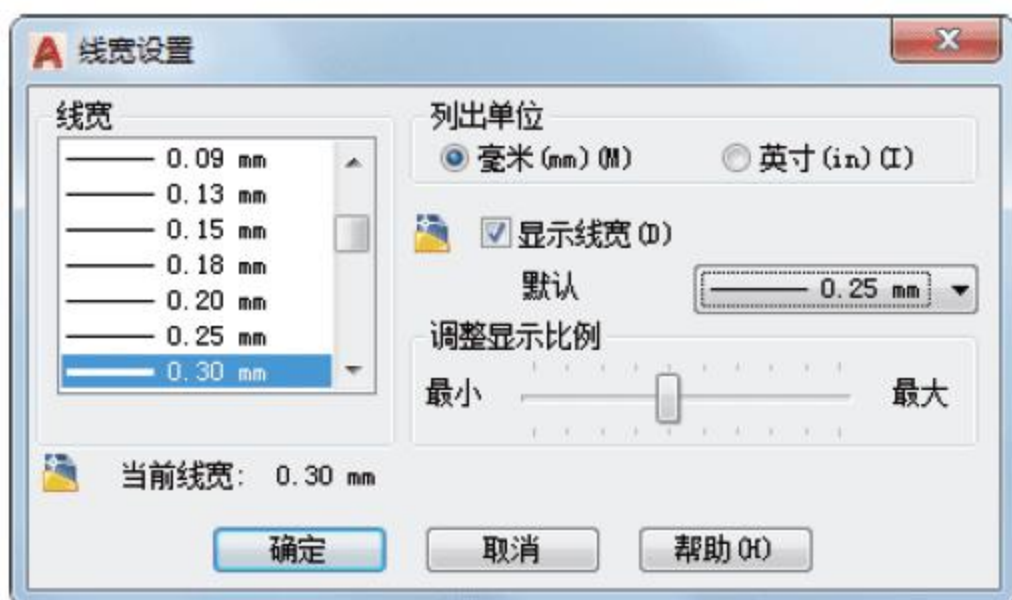 线宽设置
线宽
0.09 mm
0.13 mm
0.15 mm
0.18 mm
0.20 mm
0.25 mm
0.30 mm
列出单位
毫米(mm)(M)
英寸(in)(I)
显示线宽(D)
默认
0.25 mm
调整显示比例
最小
最大
当前线宽: 0.30 mm
确定
取消
帮助(H)